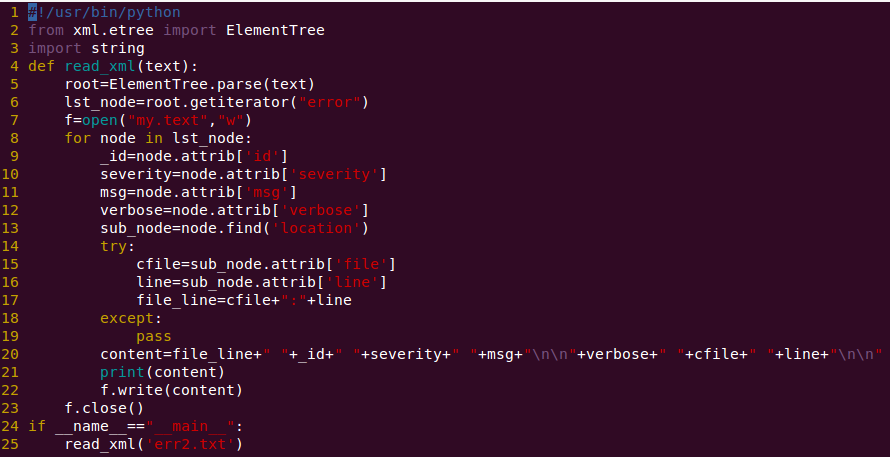 1 #!/usr/bin/python
2 from xml.etree import ElementTree
3 import string
4 def read_xml(text):
5     root=ElementTree.parse(text)
6     lst_node=root.getiterator("error")
7     f=open("my.text","w")
8     for node in lst_node:
9         _id=node.attrib['id']
10         severity=node.attrib['severity']
11         msg=node.attrib['msg']
12         verbose=node.attrib['verbose']
13         sub_node=node.find('location')
14         try:
15             cfile=sub_node.attrib['file']
16             line=sub_node.attrib['line']
17             file_line=cfile+":"+line
18         except:
19             pass
20         content=file_line+" "+_id+" "+severity+" "+msg+"\n\n"+verbose+" "+cfile+" "+line+"\n\n"
21         print(content)
22         f.write(content)
23     f.close()
24 if __name__=="__main__":
25     read_xml('err2.txt')